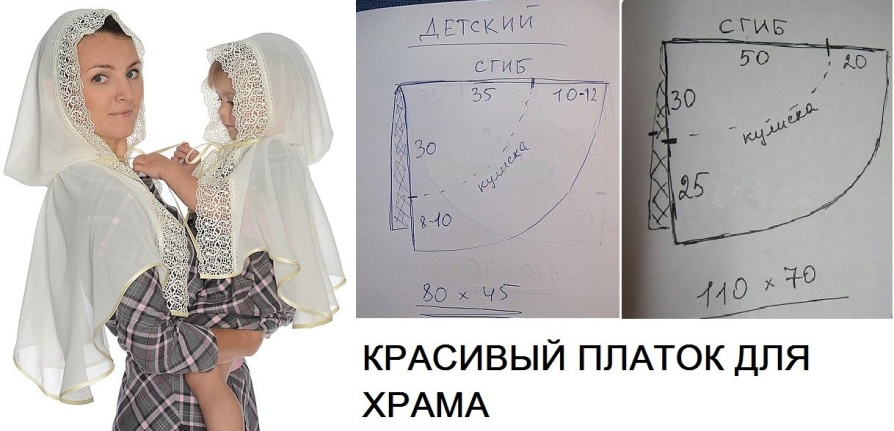 ДЕТСКИЙ
СГИБ
35 10-12
30
кулиска
8-10
80 x 45
СГИБ
50 20
30
кулиска
25
110 x 70
КРАСИВЫЙ ПЛАТОК ДЛЯ
ХРАМА